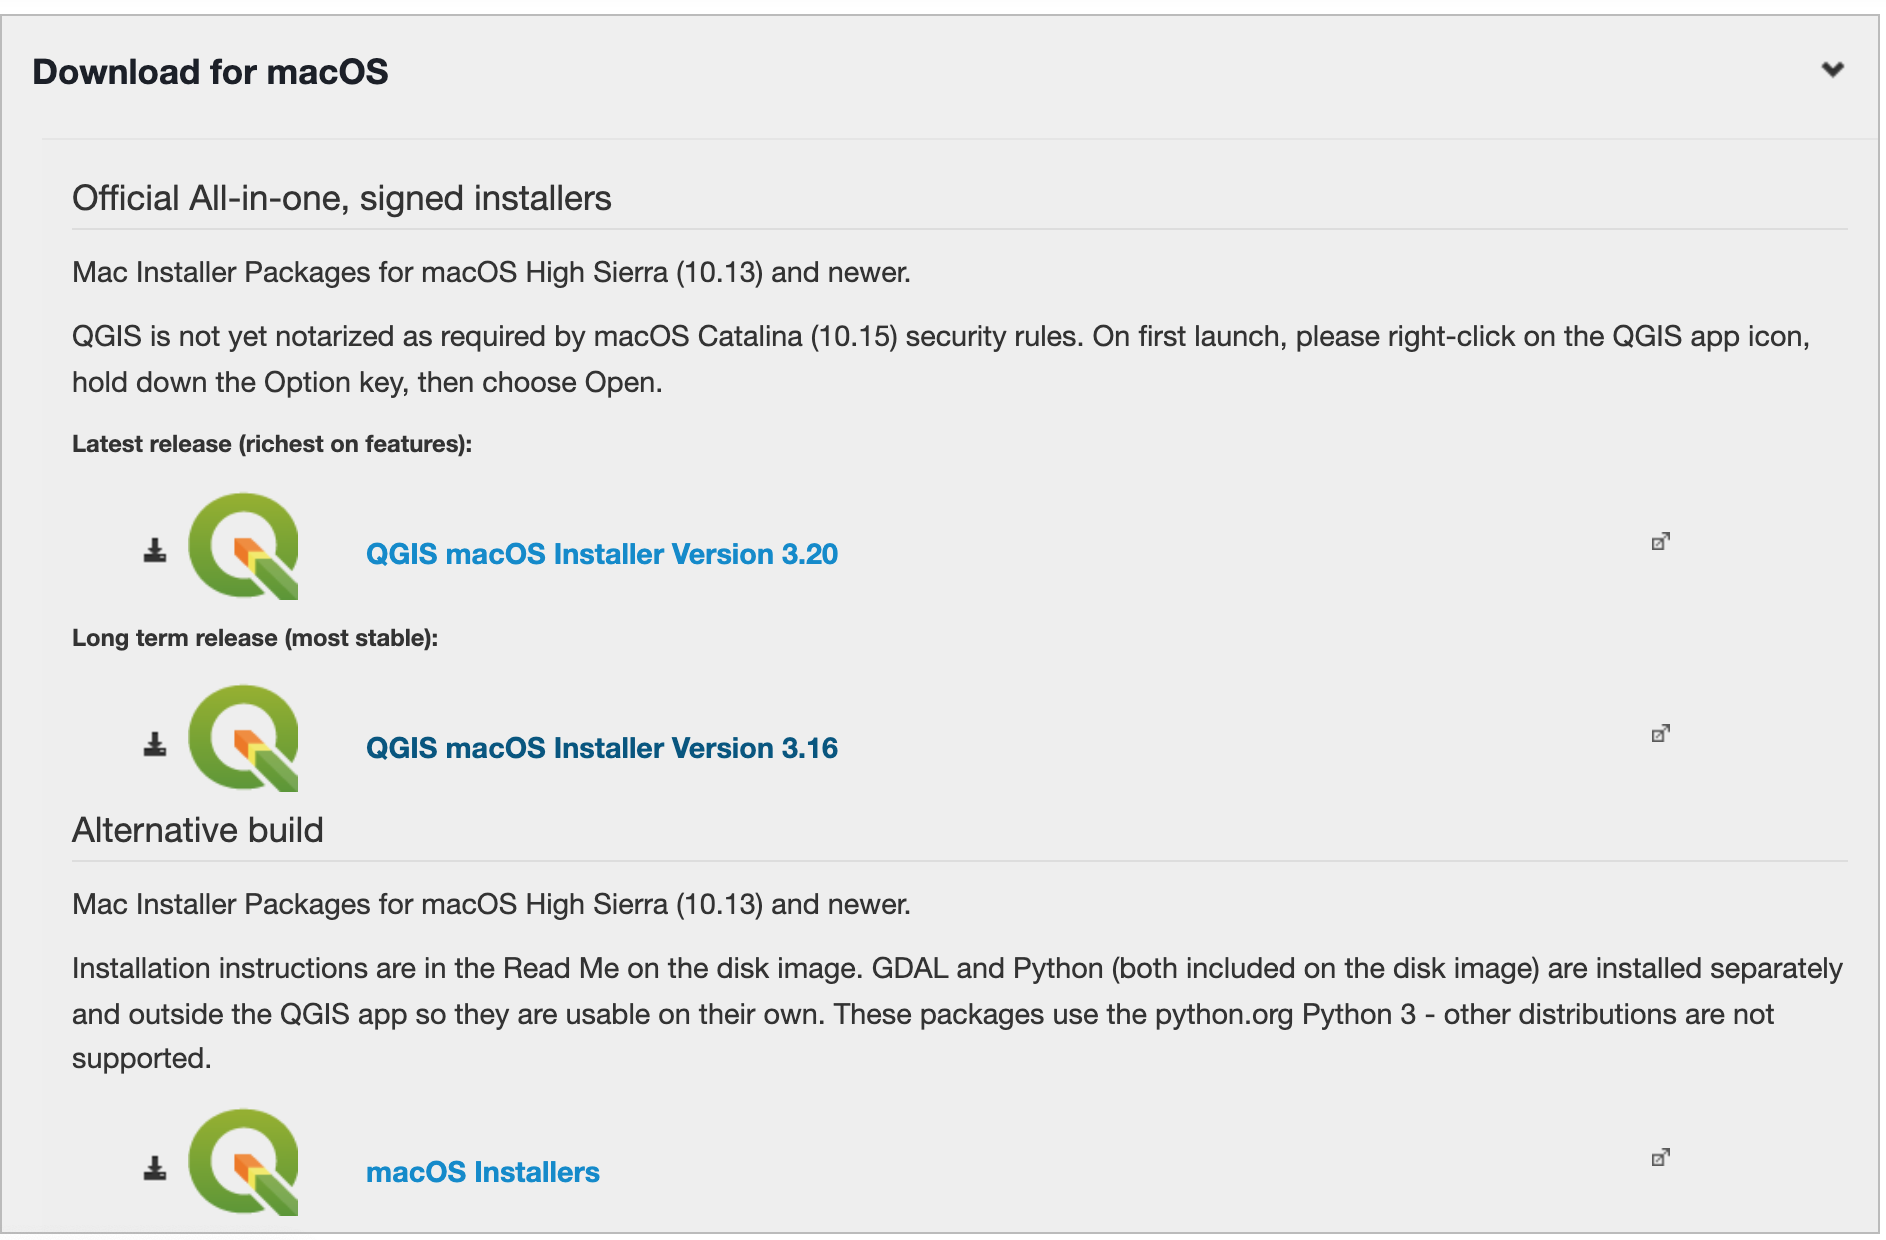 Download for macOS
Official All-in-one, signed installers
Mac Installer Packages for macOS High Sierra (10.13) and newer.
QGIS is not yet notarized as required by macOS Catalina (10.15) security rules. On first launch, please right-click on the QGIS app icon,
hold down the Option key, then choose Open.
Latest release (richest on features):
QGIS macOS Installer Version 3.20
Long term release (most stable):
QGIS macOS Installer Version 3.16
Alternative build
Mac Installer Packages for macOS High Sierra (10.13) and newer.
Installation instructions are in the Read Me on the disk image. GDAL and Python (both included on the disk image) are installed separately
and outside the QGIS app so they are usable on their own. These packages use the python.org Python 3 - other distributions are not
supported.
macOS Installers